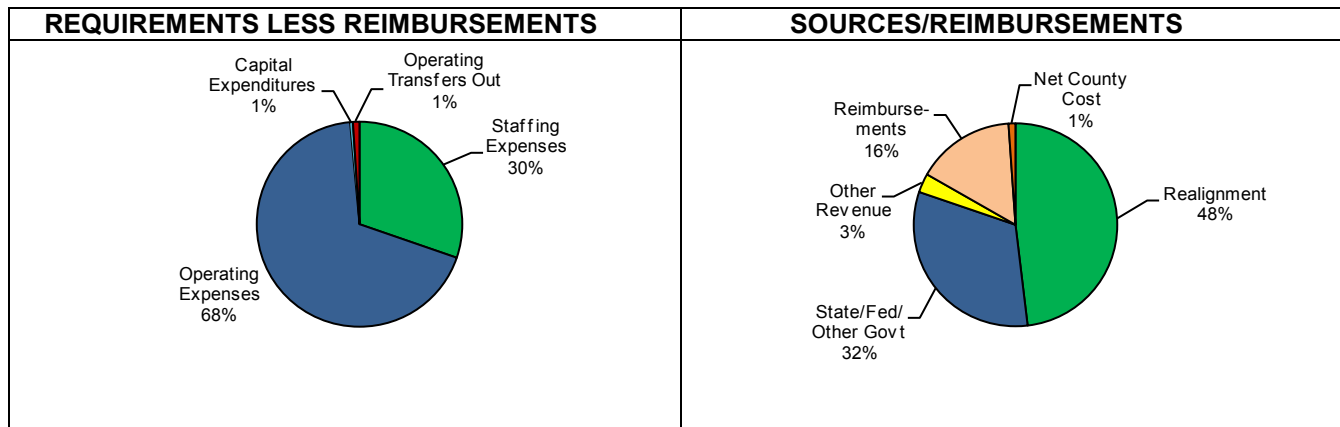 REQUIREMENTS LESS REIMBURSEMENTS
Capital
Expenditures
1%
Operating
Transfers Out
1%
Staffing
Expenses
30%
Operating
Expenses
68%
SOURCES/REIMBURSEMENTS
Net County
Cost
1%
Reimburse-
ments
16%
Other
Revenue
3%
Realignment
48%
State/Fed/
Other Govt
32%